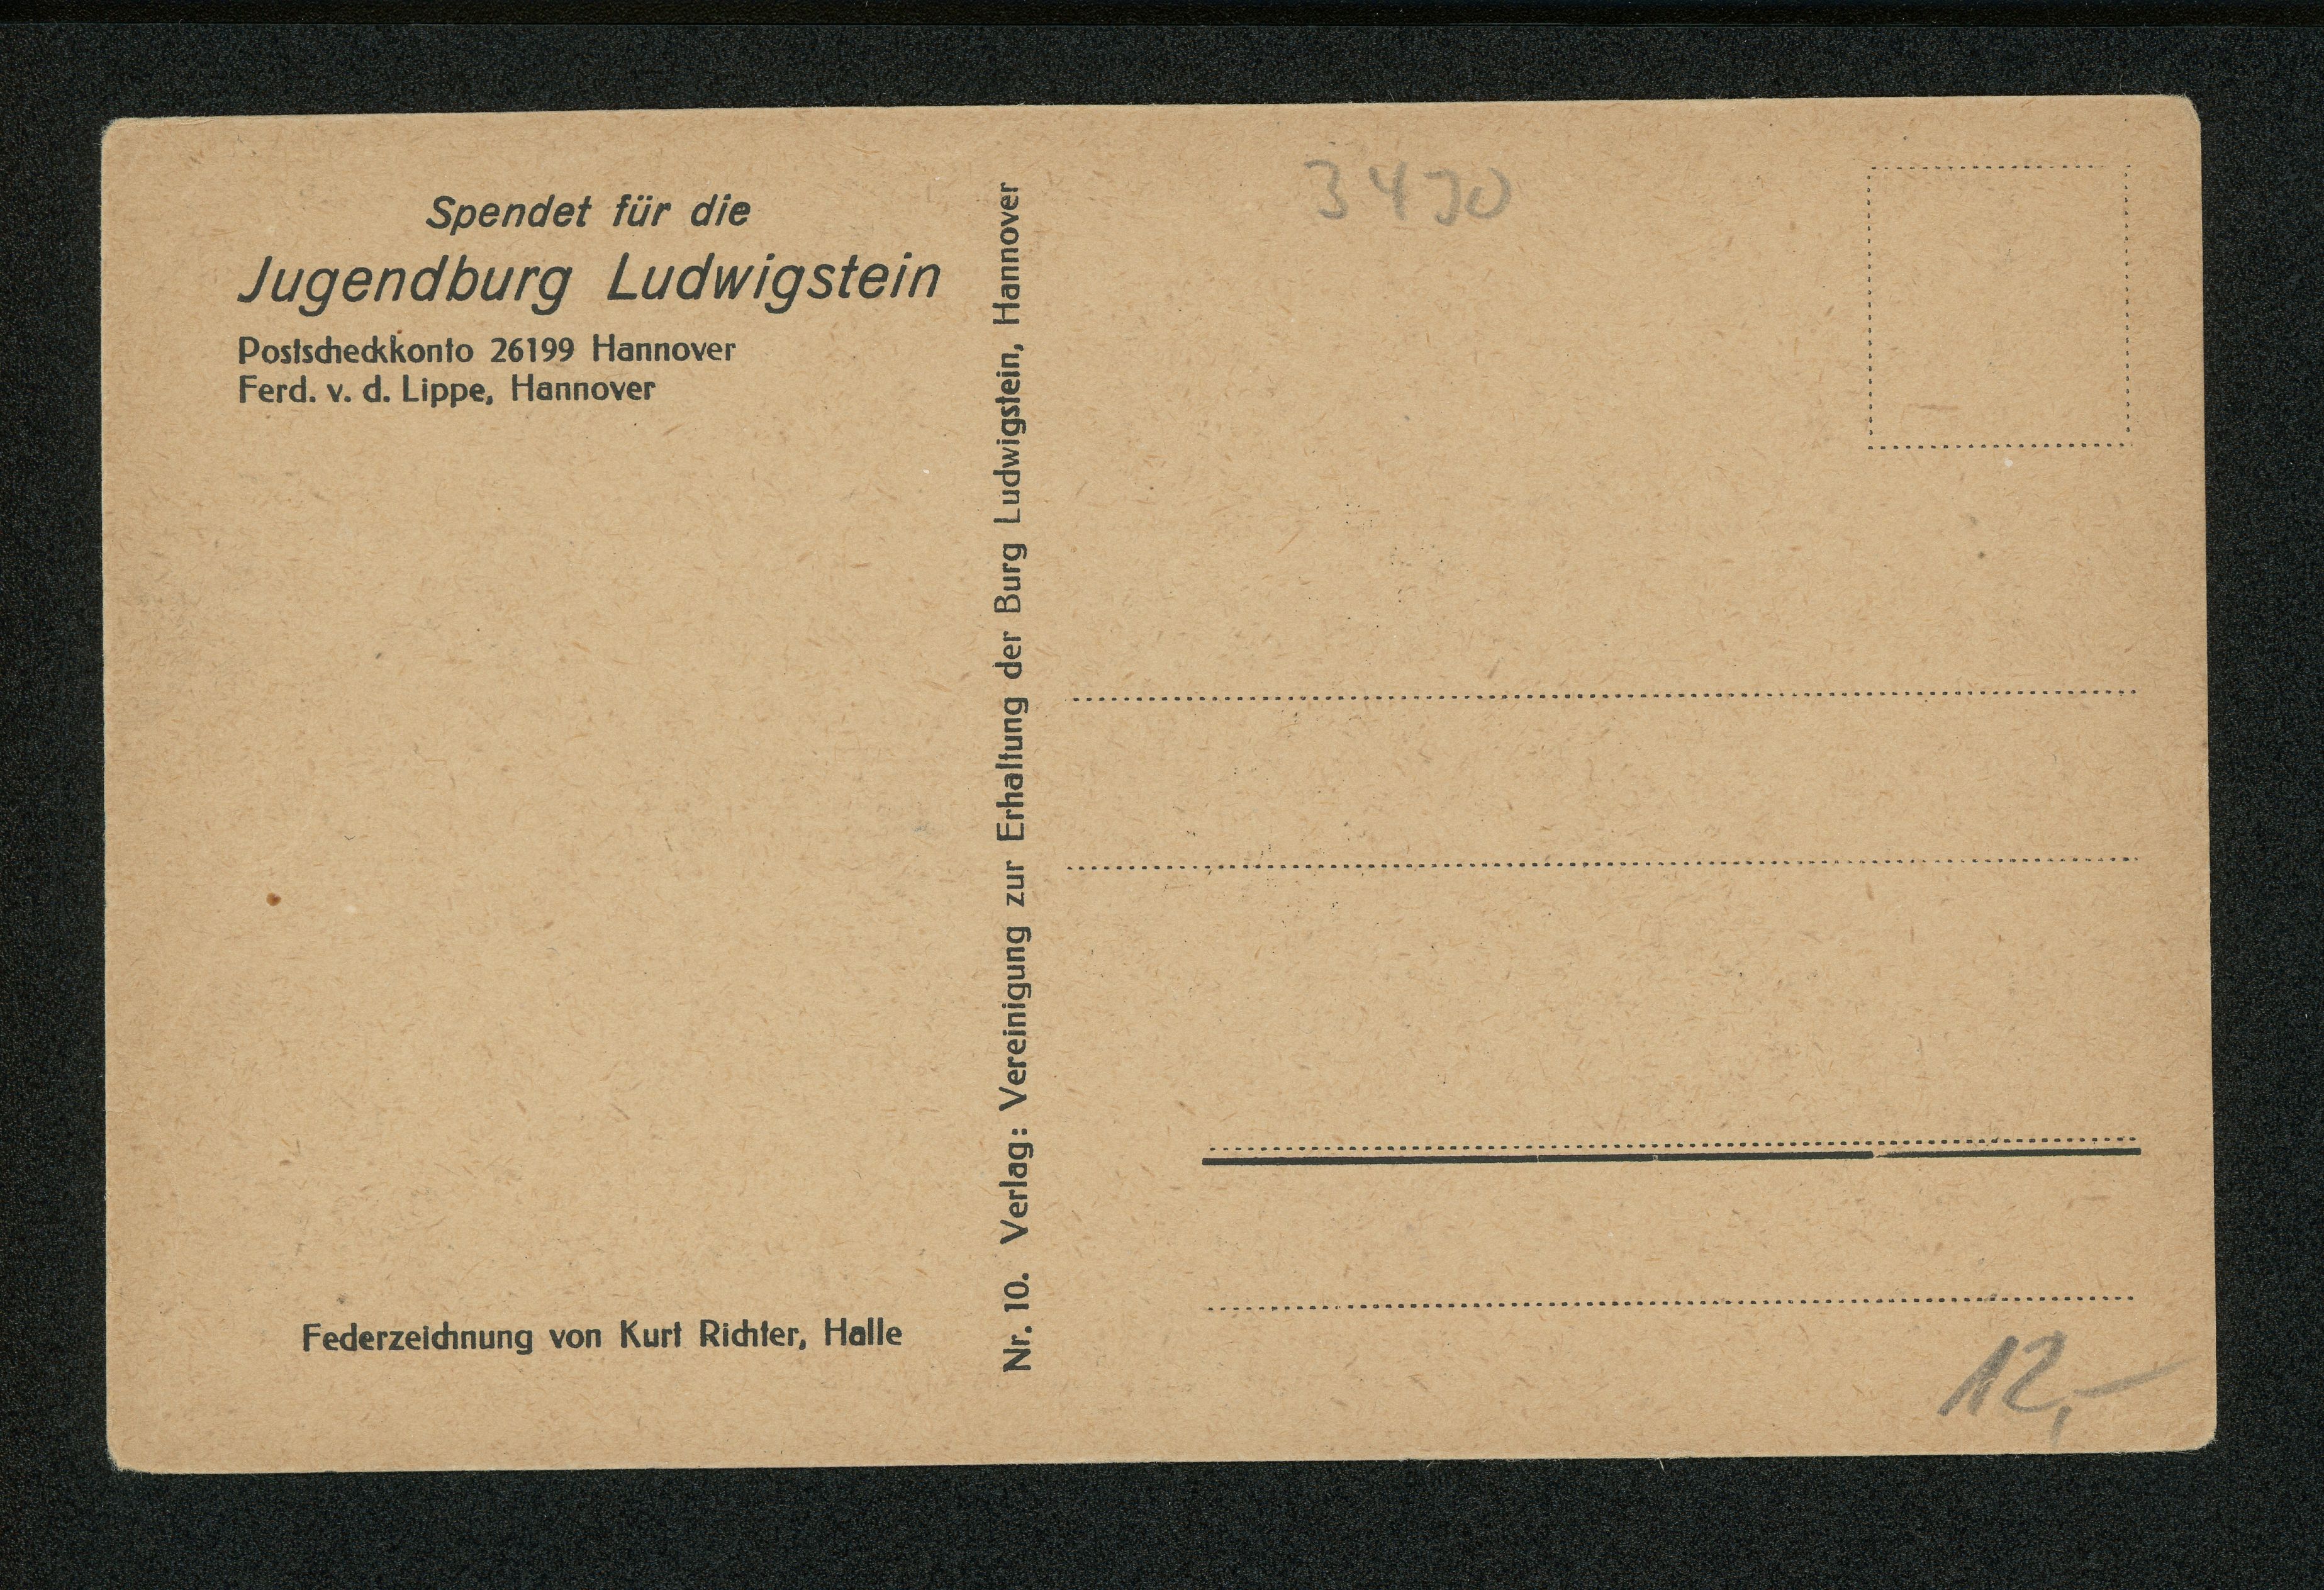 Spendet für die
Jugendburg Ludwigstein
Postscheckkonto 26199 Hannover
Ferd. v. d. Lippe, Hannover
Federzeichnung von Kurt Richter, Halle
Nr. 10. Verlag: Vereinigung zur Erhaltung der Burg Ludwigstein, Hannover
12,-